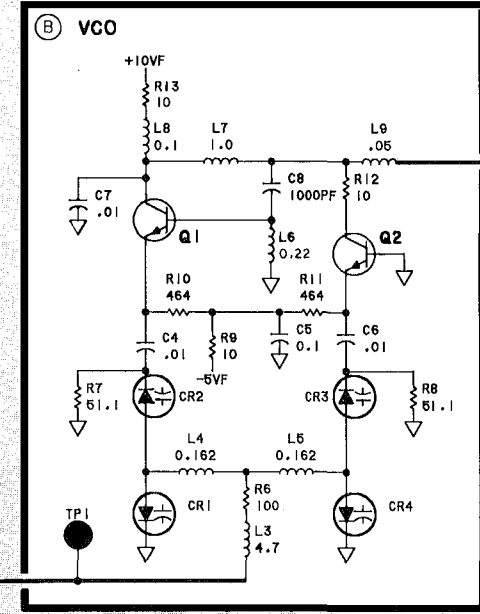 B VCO
+10VF
R13
10
L8
0.1
L7
1.0
L9
.05
C7
.01
C8
1000PF
R12
10
Q1
L6
0.22
Q2
R10
464
R11
464
C4
.01
R9
10
-5VF
C5
0.1
C6
.01
R7
51.1
CR2
CR3
R8
51.1
L4
0.162
L5
0.162
R6
100
CR1
CR4
TP1
L3
4.7